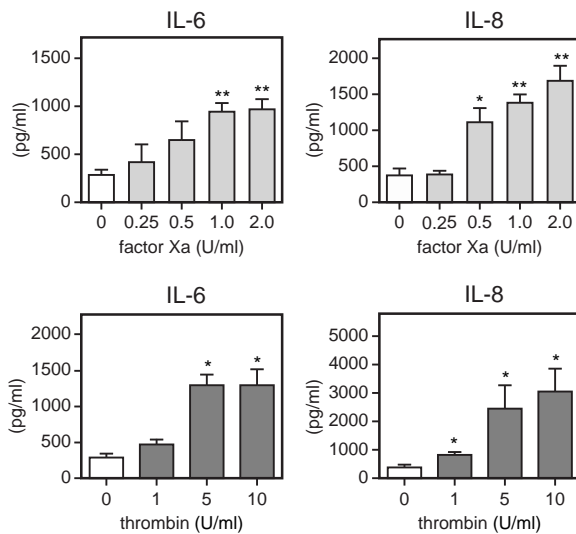 IL-6
(pg/ml)
1500
1000
500
0
** **
0 0.25 0.5 1.0 2.0
factor Xa (U/ml)
IL-8
(pg/ml)
2000
1500
1000
500
0
* ** **
0 0.25 0.5 1.0 2.0
factor Xa (U/ml)
IL-6
(pg/ml)
2000
1500
1000
500
0
* *
0 1 5 10
thrombin (U/ml)
IL-8
(pg/ml)
5000
4000
3000
2000
1000
0
* * *
0 1 5 10
thrombin (U/ml)